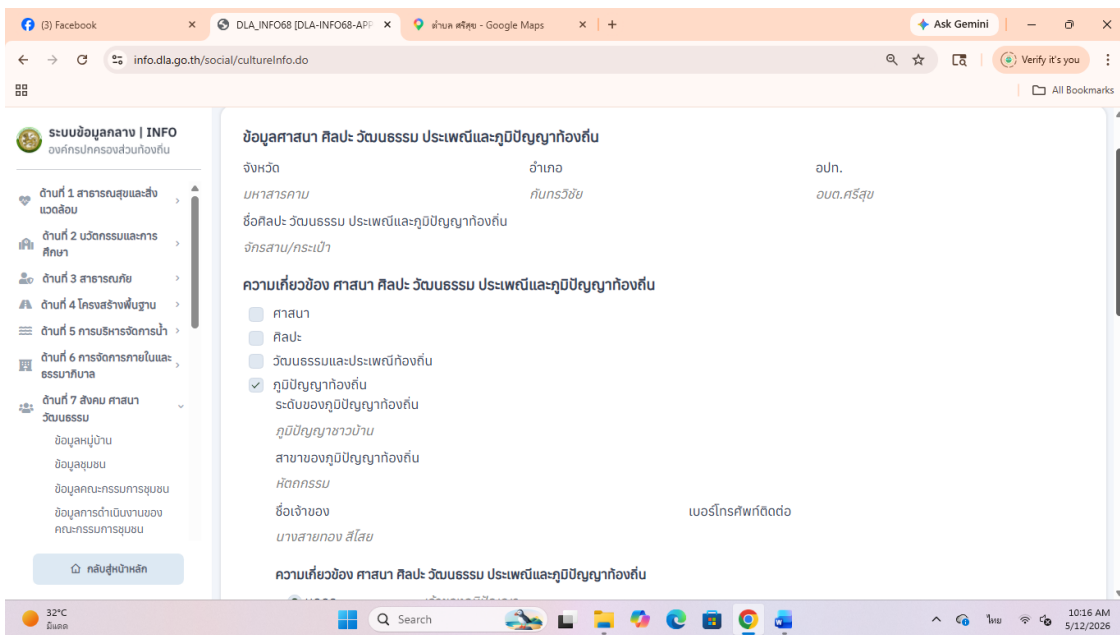 (3) Facebook
DLA_INFO68 [DLA-INFO68-APP
ตำบล ศรีสุข - Google Maps
Ask Gemini
info.dla.go.th/social/cultureInfo.do
Verify it's you
All Bookmarks
ระบบข้อมูลกลาง | INFO
องค์กรปกครองส่วนท้องถิ่น
ด้านที่ 1 สาธารณสุขและสิ่ง
แวดล้อม
ด้านที่ 2 นวัตกรรมและการ
ศึกษา
ด้านที่ 3 สาธารณภัย
ด้านที่ 4 โครงสร้างพื้นฐาน
ด้านที่ 5 การบริหารจัดการน้ำ
ด้านที่ 6 การจัดการภายในและ
ธรรมาภิบาล
ด้านที่ 7 สังคม ศาสนา
วัฒนธรรม
ข้อมูลหมู่บ้าน
ข้อมูลชุมชน
ข้อมูลคณะกรรมการชุมชน
ข้อมูลการดำเนินงานของ
คณะกรรมการชุมชน
กลับสู่หน้าหลัก
ข้อมูลศาสนา ศิลปะ วัฒนธรรม ประเพณีและภูมิปัญญาท้องถิ่น
จังหวัด อำเภอ อปท.
มหาสารคาม กันทรวิชัย อบต.ศรีสุข
ชื่อศิลปะ วัฒนธรรม ประเพณีและภูมิปัญญาท้องถิ่น
จักรสาน/กระเป๋า
ความเกี่ยวข้อง ศาสนา ศิลปะ วัฒนธรรม ประเพณีและภูมิปัญญาท้องถิ่น
ศาสนา
ศิลปะ
วัฒนธรรมและประเพณีท้องถิ่น
ภูมิปัญญาท้องถิ่น
ระดับของภูมิปัญญาท้องถิ่น
ภูมิปัญญาชาวบ้าน
สาขาของภูมิปัญญาท้องถิ่น
หัตถกรรม
ชื่อเจ้าของ เบอร์โทรศัพท์ติดต่อ
นางสายทอง สีไสย
ความเกี่ยวข้อง ศาสนา ศิลปะ วัฒนธรรม ประเพณีและภูมิปัญญาท้องถิ่น
32°C
มีแดด
Search
ไทย
10:16 AM
5/12/2026